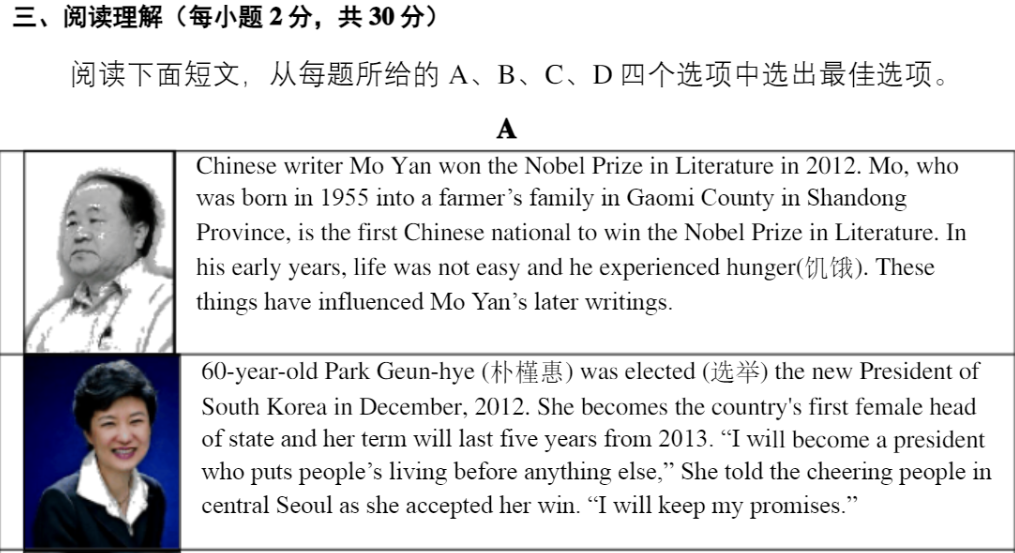 三、阅读理解（每小题 2 分，共 30 分）
阅读下面短文，从每题所给的 A、B、C、D 四个选项中选出最佳选项。
A
Chinese writer Mo Yan won the Nobel Prize in Literature in 2012. Mo, who
was born in 1955 into a farmer’s family in Gaomi County in Shandong
Province, is the first Chinese national to win the Nobel Prize in Literature. In
his early years, life was not easy and he experienced hunger(饥饿). These
things have influenced Mo Yan’s later writings.
60-year-old Park Geun-hye (朴槿惠) was elected (选举) the new President of
South Korea in December, 2012. She becomes the country's first female head
of state and her term will last five years from 2013. “I will become a president
who puts people’s living before anything else,” She told the cheering people in
central Seoul as she accepted her win. “I will keep my promises.”